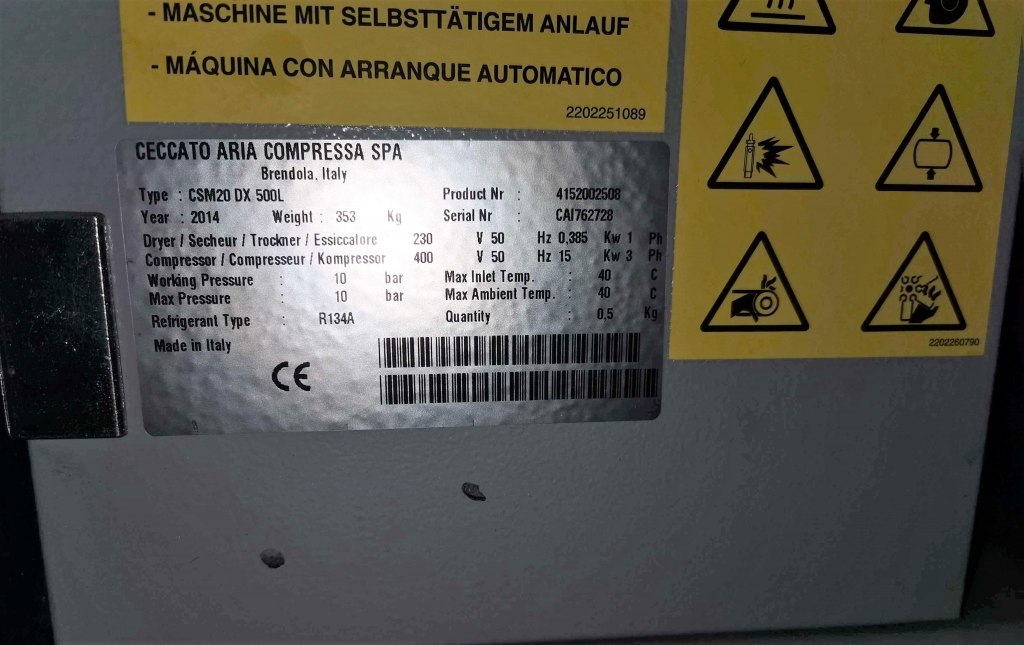 - MASCHINE MIT SELBSTTÄTIGEM ANLAUF
- MÁQUINA CON ARRANQUE AUTOMATICO
2202251089
CECCATO ARIA COMPRESSA SPA
Brendola, Italy
Type : CSM20 DX 500L Product Nr : 4152002508
Year : 2014 Weight : 353 Kg Serial Nr : CAI762728
Dryer / Secheur / Trockner / Essiccatore 230 V 50 Hz 0,385 Kw 1 Ph
Compressor / Compresseur / Kompressor 400 V 50 Hz 15 Kw 3 Ph
Working Pressure : 10 bar Max Inlet Temp. : 40 C
Max Pressure : 10 bar Max Ambient Temp. : 40 C
Refrigerant Type : R134A Quantity : 0,5 Kg
Made in Italy
CE
2202260790